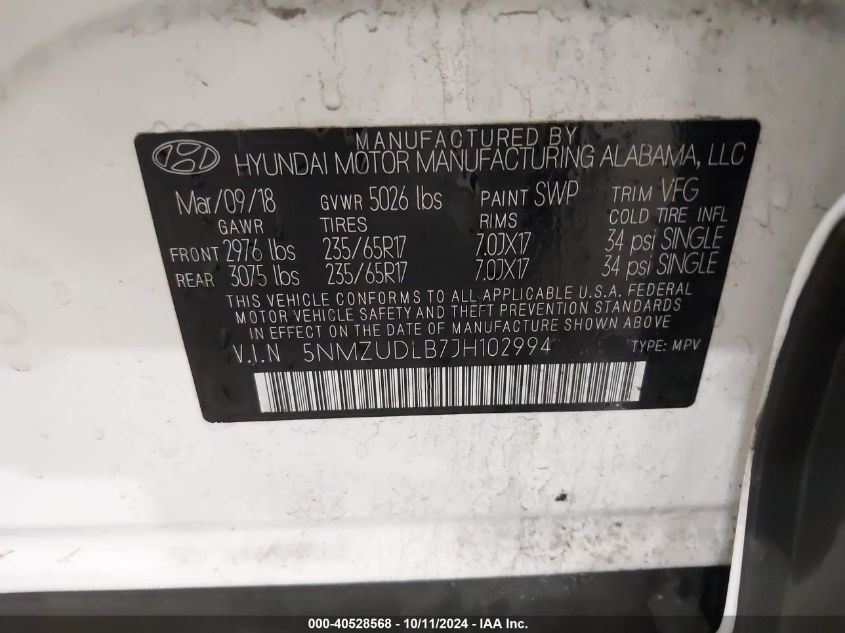 MANUFACTURED BY
HYUNDAI MOTOR MANUFACTURING ALABAMA, LLC
Mar/09/18 GVWR 5026 lbs PAINT SWP TRIM VFG
GAWR TIRES RIMS COLD TIRE INFL
FRONT 2976 lbs 235/65R17 7.0JX17 34 psi SINGLE
REAR 3075 lbs 235/65R17 7.0JX17 34 psi SINGLE
THIS VEHICLE CONFORMS TO ALL APPLICABLE U.S.A. FEDERAL
MOTOR VEHICLE SAFETY AND THEFT PREVENTION STANDARDS
IN EFFECT ON THE DATE OF MANUFACTURE SHOWN ABOVE.
V.I.N 5NMZUDLB7JH102994 TYPE: MPV
000-40528568 - 10/11/2024 - © COPYRIGHT IAA, LLC.